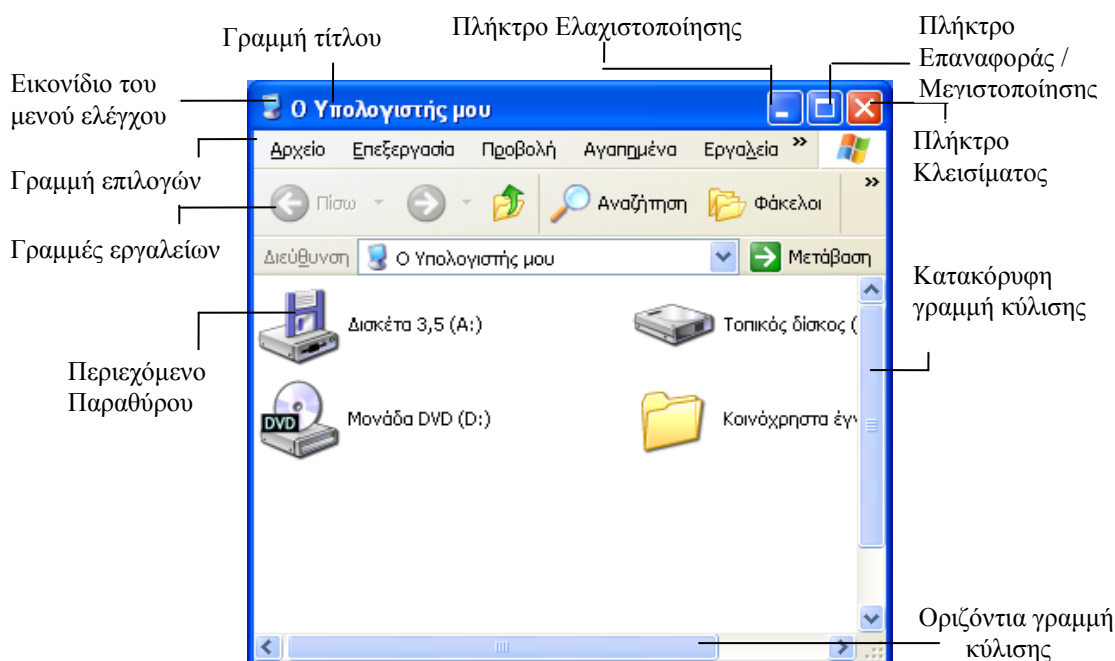 Γραμμή τίτλου
Πλήκτρο Ελαχιστοποίησης
Πλήκτρο
Επαναφοράς /
Μεγιστοποίησης
Εικονίδιο του
μενού ελέγχου
Ο Υπολογιστής μου
Πλήκτρο
Κλεισίματος
Αρχείο Επεξεργασία Προβολή Αγαπημένα Εργαλεία »
Γραμμή επιλογών
Πίσω Αναζήτηση Φάκελοι »
Γραμμές εργαλείων
Διεύθυνση Ο Υπολογιστής μου Μετάβαση
Κατακόρυφη
γραμμή κύλισης
Δισκέτα 3,5 (A:)
Τοπικός δίσκος (
Περιεχόμενο
Παραθύρου
DVD
Μονάδα DVD (D:)
Κοινόχρηστα έγγ
Οριζόντια γραμμή
κύλισης